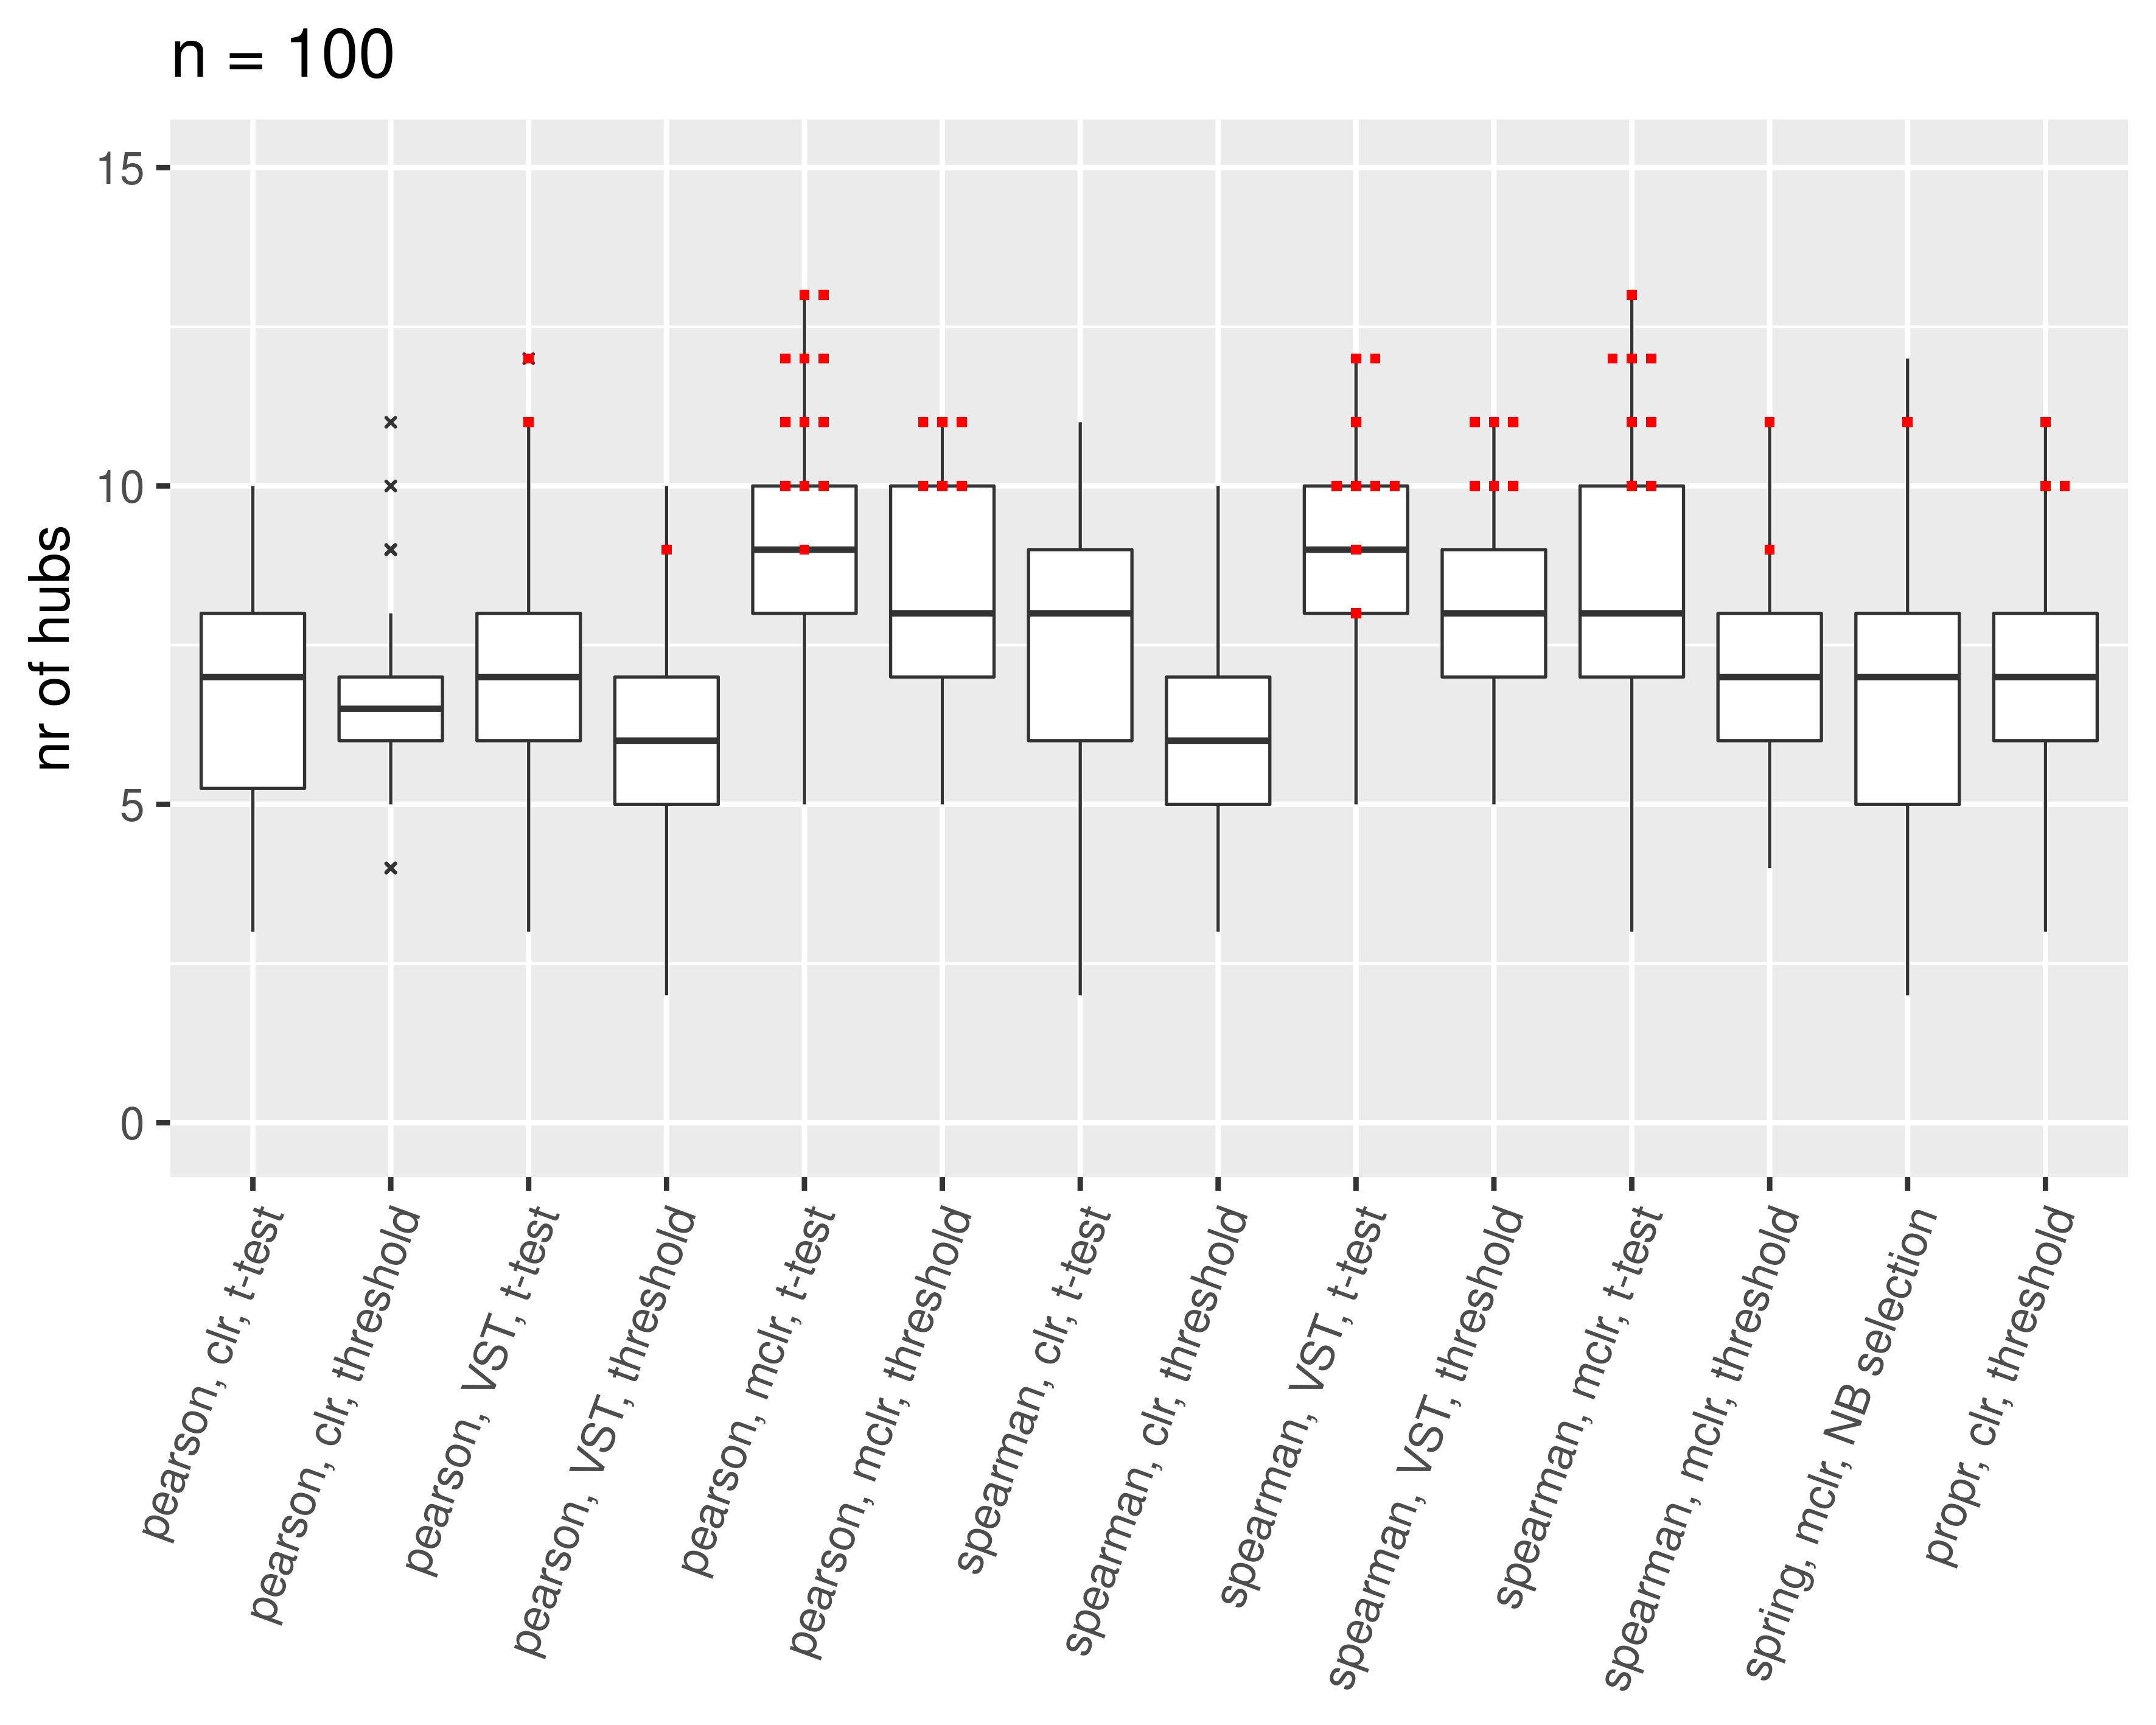 n = 100
nr of hubs
15
10
5
0
pearson, clr, t-test
pearson, clr, threshold
pearson, VST, t-test
pearson, VST, threshold
pearson, mclr, t-test
pearson, mclr, threshold
spearman, clr, t-test
spearman, clr, threshold
spearman, VST, t-test
spearman, VST, threshold
spearman, mclr, t-test
spearman, mclr, threshold
spring, mclr, NB selection
propr, clr, threshold